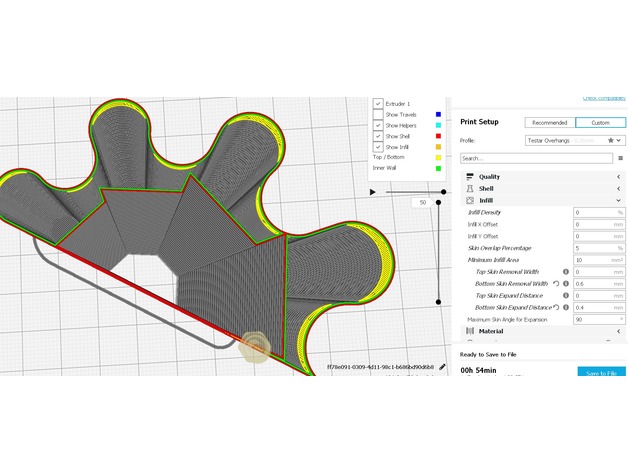 Check compatibility
Extruder 1
Show Travels
Show Helpers
Show Shell
Show Infill
Top / Bottom
Inner Wall
50
Print Setup
Recommended
Custom
Profile:
Testar Overhangs
Search...
%
Quality
Shell
Infill
Infill Density
0
%
Infill X Offset
0
mm
Infill Y Offset
0
mm
Skin Overlap Percentage
5
%
Minimum Infill Area
10
mm²
Top Skin Removal Width
0
mm
Bottom Skin Removal Width
0.6
mm
Top Skin Expand Distance
0
mm
Bottom Skin Expand Distance
0.4
mm
Maximum Skin Angle for Expansion
90
°
Material
Ready to Save to File
00h 54min
Save to File
ff78e091-0309-4d11-98c1-b686bd90d6b8